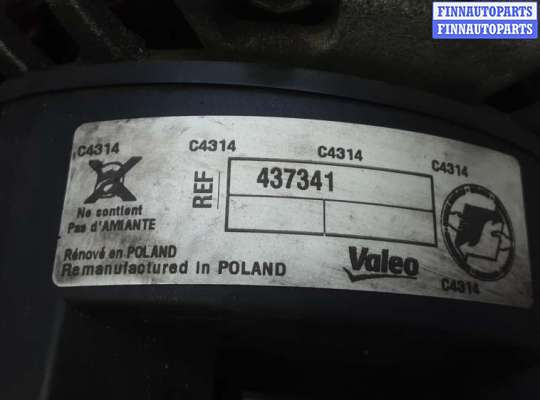 FINNAUTOPARTS
FINNAUTOPARTS
C4314
C4314
C4314
C4314
REF
437341
Ne contient
Pas d'AMIANTE
Rénové en POLAND
Remanufactured in POLAND
Valeo
C4314